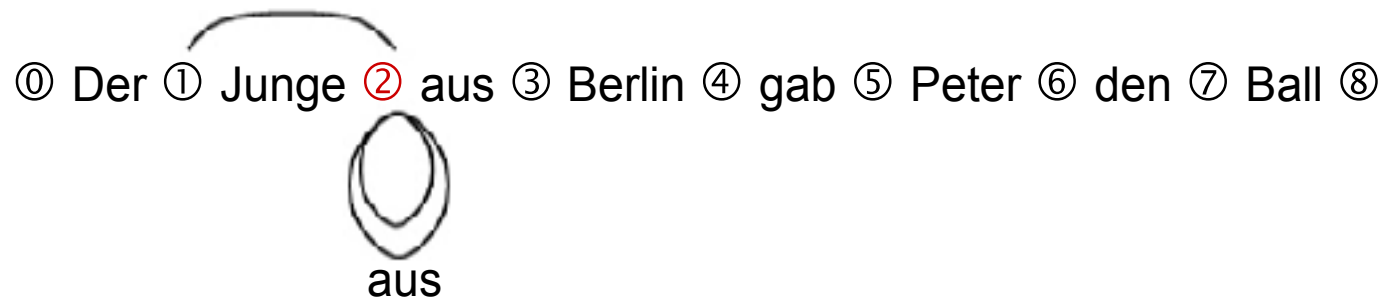 ⓪ Der ① Junge ② aus ③ Berlin ④ gab ⑤ Peter ⑥ den ⑦ Ball ⑧
aus